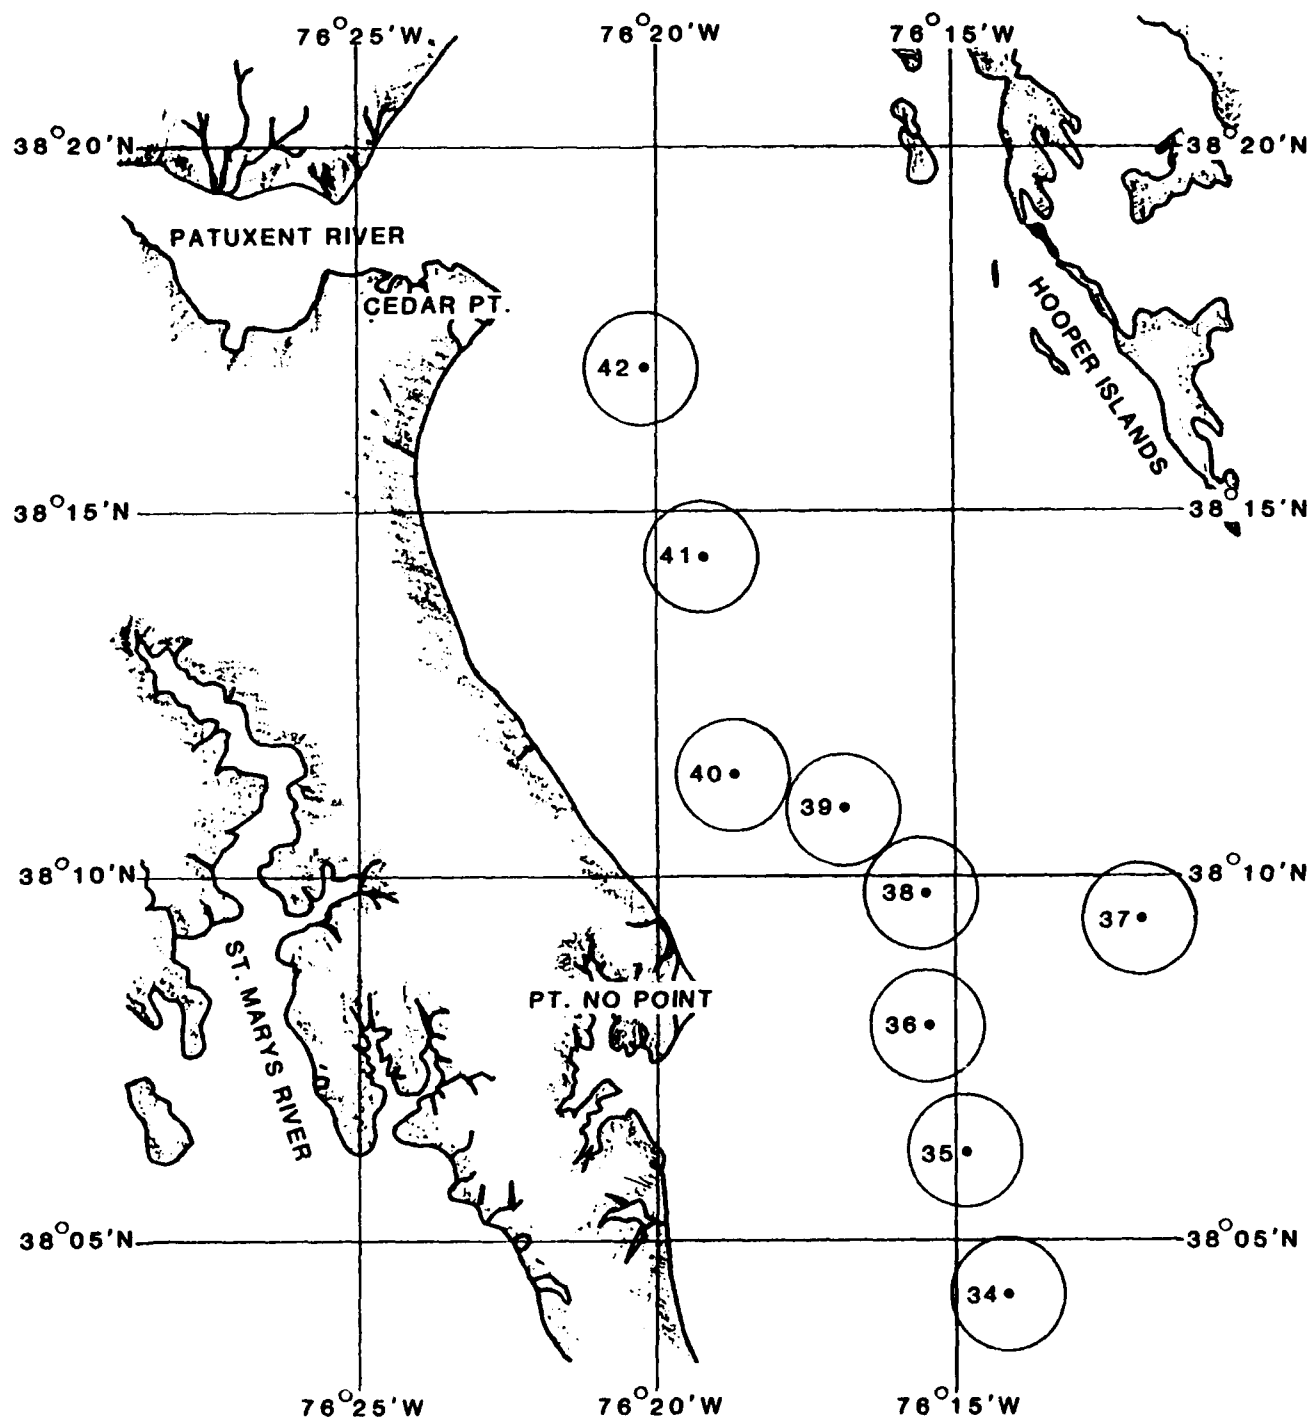 76°25'W 76°20'W 76°15'W
38°20'N 38°20'N
PATUXENT RIVER
CEDAR PT.
HOOPER ISLANDS
42
38°15'N 38°15'N
41
40
39
38°10'N 38°10'N
38
37
ST. MARYS RIVER
PT. NO POINT
36
35
38°05'N 38°05'N
34
76°25'W 76°20'W 76°15'W